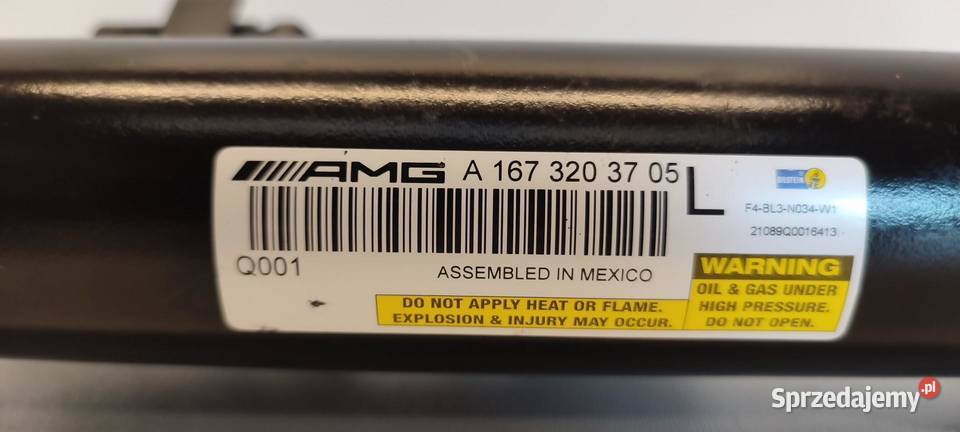 AMG A 167 320 37 05 L
BILSTEIN
F4-BL3-N034-W1
21089Q0016413
Q001
ASSEMBLED IN MEXICO
DO NOT APPLY HEAT OR FLAME.
EXPLOSION & INJURY MAY OCCUR.
WARNING
OIL & GAS UNDER
HIGH PRESSURE.
DO NOT OPEN.
Sprzedajemy.pl